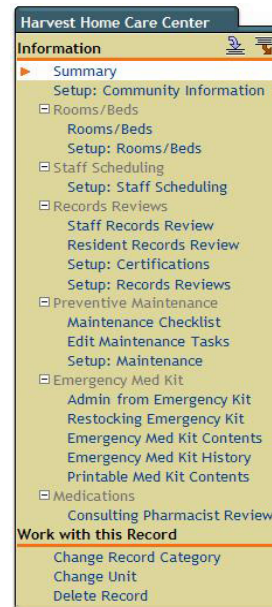 Harvest Home Care Center
Information
Summary
Setup: Community Information
Rooms/Beds
Rooms/Beds
Setup: Rooms/Beds
Staff Scheduling
Setup: Staff Scheduling
Records Reviews
Staff Records Review
Resident Records Review
Setup: Certifications
Setup: Records Reviews
Preventive Maintenance
Maintenance Checklist
Edit Maintenance Tasks
Setup: Maintenance
Emergency Med Kit
Admin from Emergency Kit
Restocking Emergency Kit
Emergency Med Kit Contents
Emergency Med Kit History
Printable Med Kit Contents
Medications
Consulting Pharmacist Review
Work with this Record
Change Record Category
Change Unit
Delete Record